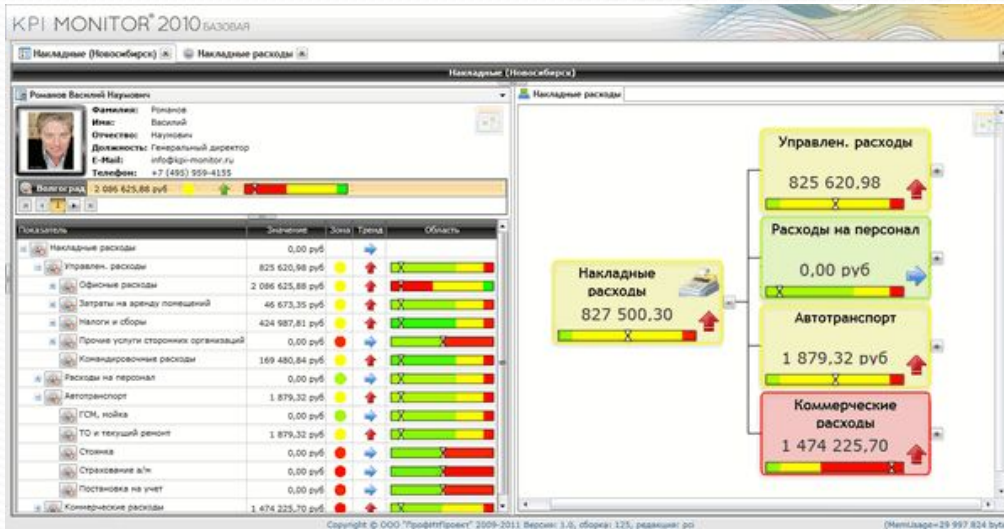 KPI MONITOR® 2010 БАЗОВАЯ
Накладные (Новосибирск)
Накладные расходы
Накладные (Новосибирск)
Романов Василий Наумович
Фамилия: Романов
Имя: Василий
Отчество: Наумович
Должность: Генеральный директор
E-Mail: info@kpi-monitor.ru
Телефон: +7 (495) 959-4155
Волгоград 2 086 625,88 руб
1
Показатель Значение Зона Тренд Область
Накладные расходы 0,00 руб
Управлен. расходы 825 620,98 руб
Офисные расходы 2 086 625,88 руб
Затраты на аренду помещений 46 673,35 руб
Налоги и сборы 424 987,81 руб
Прочие услуги сторонних организаций 0,00 руб
Командировочные расходы 169 480,84 руб
Расходы на персонал 0,00 руб
Автотранспорт 1 879,32 руб
ГСМ, мойка 0,00 руб
ТО и текущий ремонт 1 879,32 руб
Стоянка 0,00 руб
Страхование а/м 0,00 руб
Постановка на учет 0,00 руб
Коммерческие расходы 1 474 225,70 руб
Накладные расходы
Накладные
расходы
827 500,30
Управлен. расходы
825 620,98
Расходы на персонал
0,00 руб
Автотранспорт
1 879,32 руб
Коммерческие
расходы
1 474 225,70
Copyright © ООО "ПрофИтПроект" 2009-2011 Версия: 1.0, сборка: 125, редакция: pci
(MemUsage=29 997 824 byt